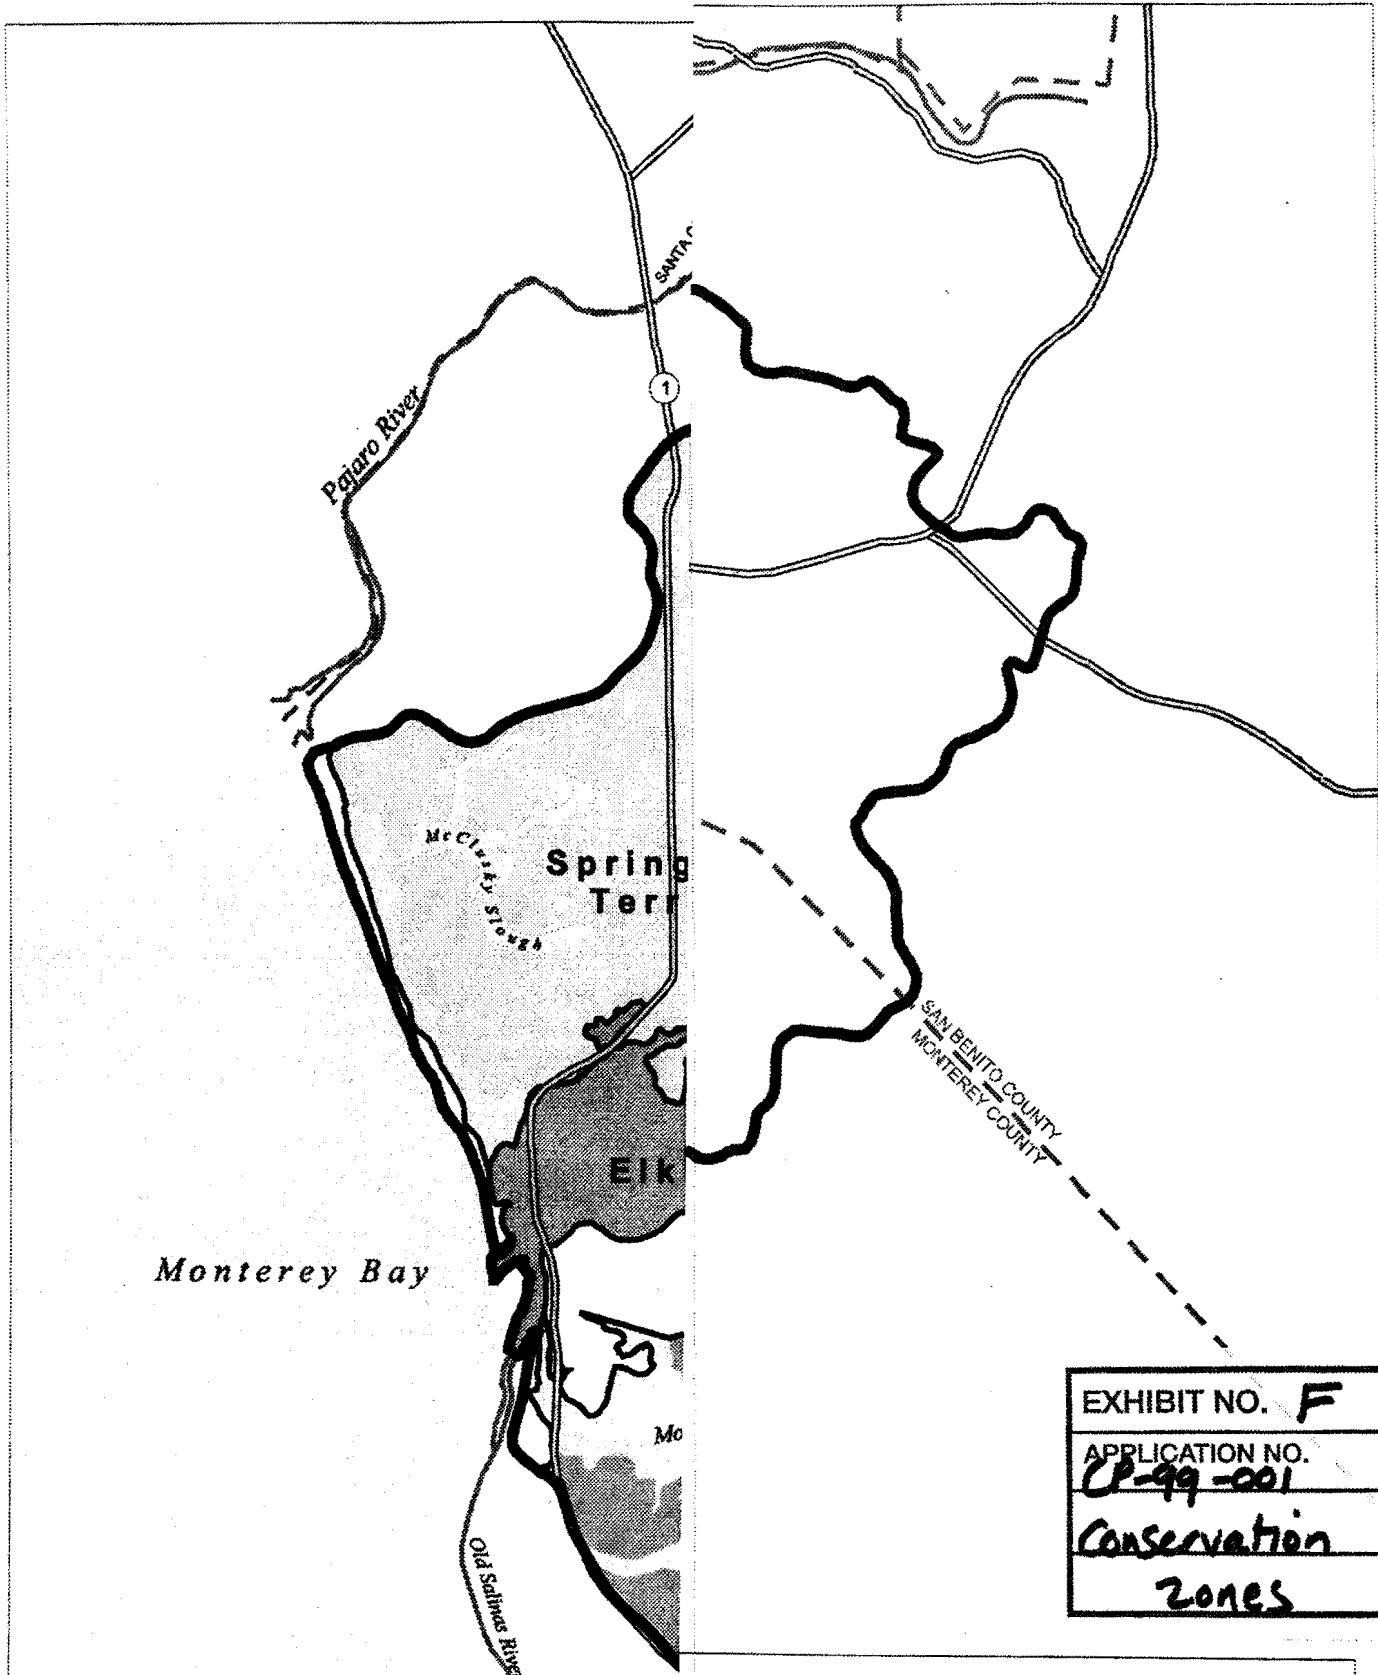 SANTA C
1
Pajaro River
McClusky Slough
Spring
Terr
Elk
SAN BENITO COUNTY
MONTEREY COUNTY
Monterey Bay
Mo
Old Salinas River
EXHIBIT NO. F
APPLICATION NO.
CP-99-001
Conservation
Zones